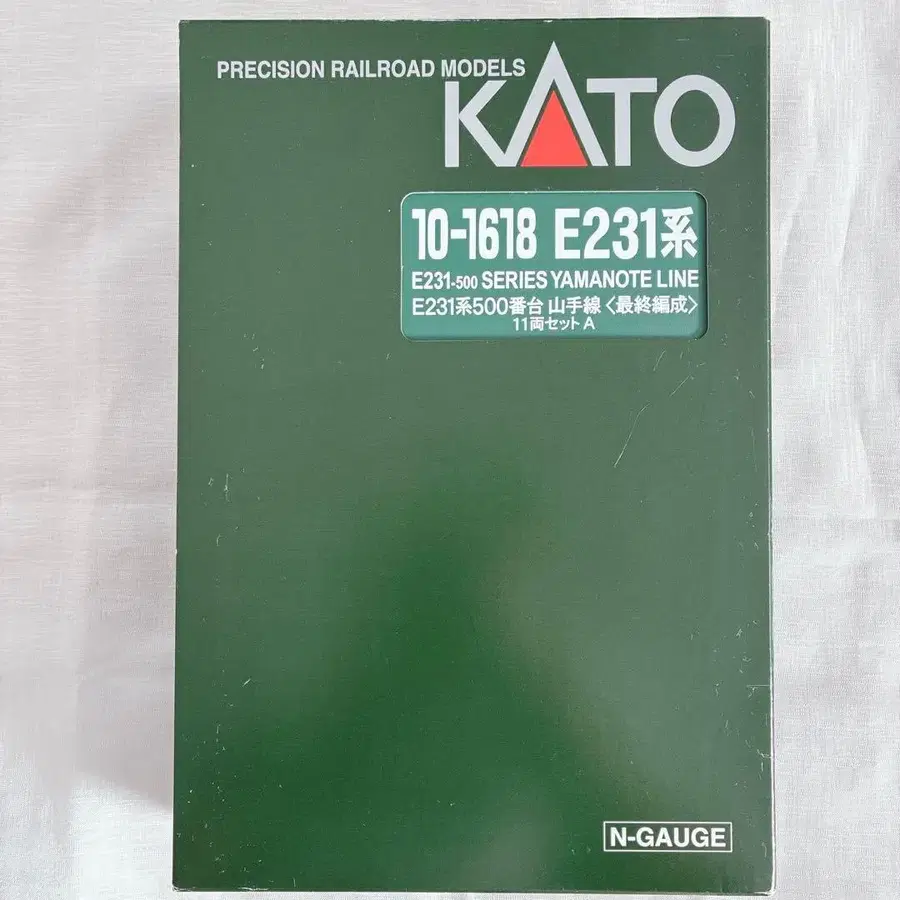 PRECISION RAILROAD MODELS
KATO
10-1618 E231系
E231-500 SERIES YAMANOTE LINE
E231系500番台 山手線〈最終編成〉
11両セット A
N-GAUGE